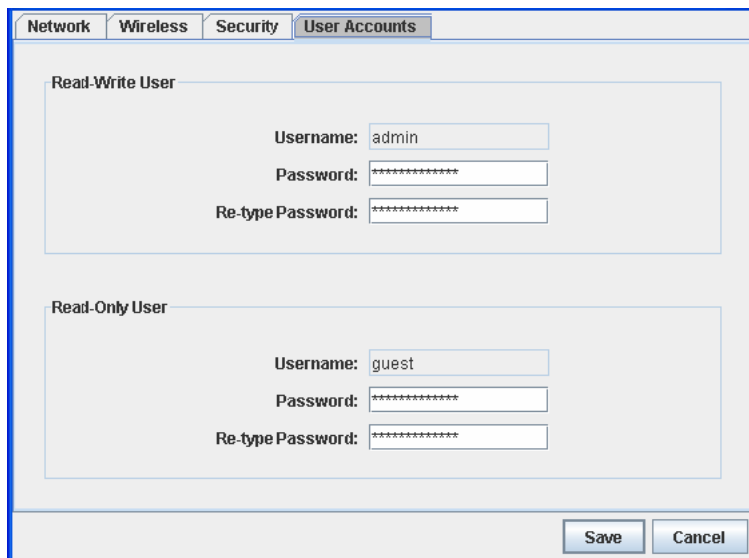 Network Wireless Security User Accounts
Read-Write User
Username: admin
Password: *************
Re-type Password: *************
Read-Only User
Username: guest
Password: *************
Re-type Password: *************
Save Cancel